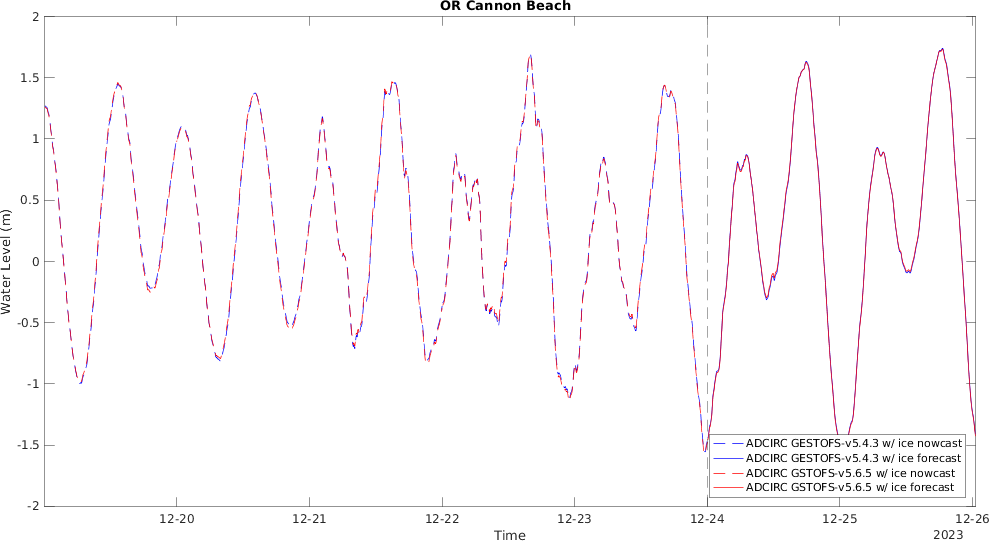 OR Cannon Beach
Water Level (m)
2
1.5
1
0.5
0
-0.5
-1
-1.5
-2
ADCIRC GESTOFS-v5.4.3 w/ ice nowcast
ADCIRC GESTOFS-v5.4.3 w/ ice forecast
ADCIRC GSTOFS-v5.6.5 w/ ice nowcast
ADCIRC GSTOFS-v5.6.5 w/ ice forecast
12-20 12-21 12-22 12-23 12-24 12-25 12-26
Time
2023